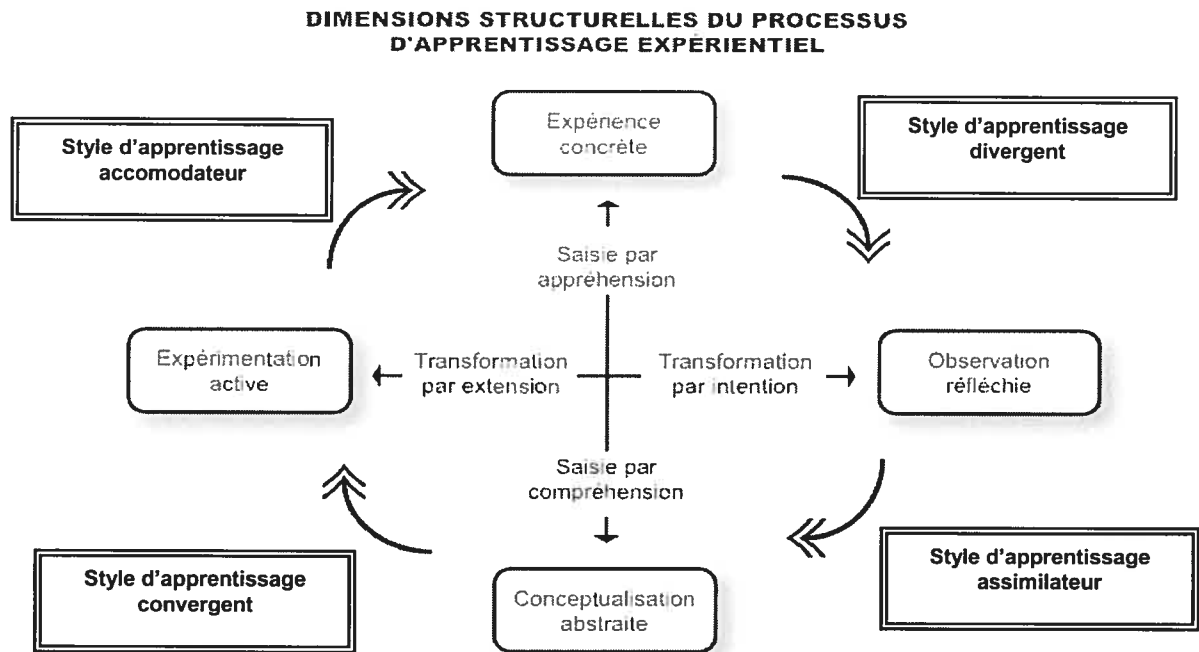 DIMENSIONS STRUCTURELLES DU PROCESSUS
D'APPRENTISSAGE EXPÉRIENTIEL
Style d'apprentissage
accomodateur
Expérience
concrète
Style d'apprentissage
divergent
Saisie par
appréhension
Expérimentation
active
Transformation
par extension
Transformation
par intention
Observation
réfléchie
Saisie par
compréhension
Style d'apprentissage
convergent
Conceptualisation
abstraite
Style d'apprentissage
assimilateur